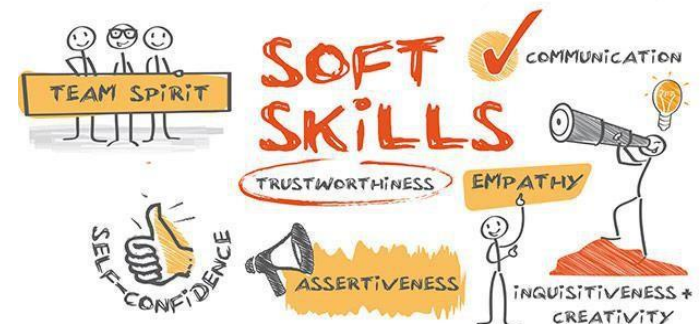 TEAM SPIRIT
SOFT
SKILLS
COMMUNICATION
TRUSTWORTHINESS
EMPATHY
SELF-CONFIDENCE
ASSERTIVENESS
INQUISITIVENESS +
CREATIVITY